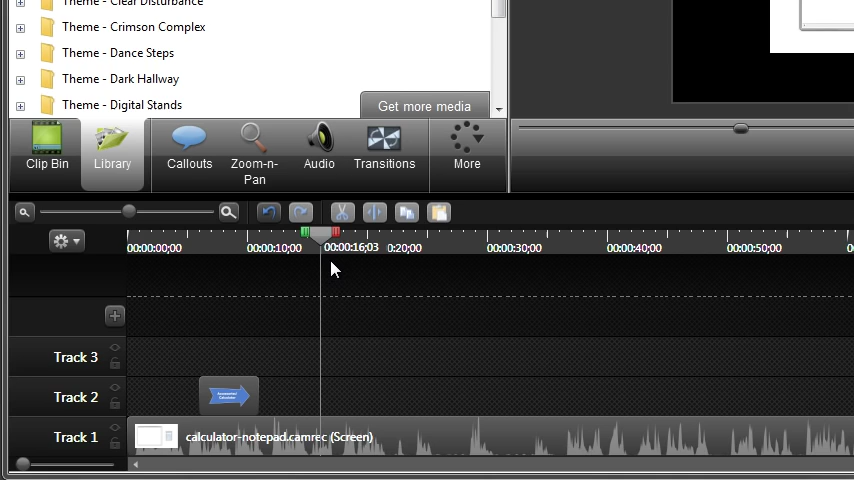 Theme - Clear Disturbance
Theme - Crimson Complex
Theme - Dance Steps
Theme - Dark Hallway
Theme - Digital Stands
Get more media
Clip Bin
Library
Callouts
Zoom-n-
Pan
Audio
Transitions
More
00:00:00;00
00:00:10;00
00:00:16;03
0:20;00
00:00:30;00
00:00:40;00
00:00:50;00
Track 3
Track 2
Track 1
calculator-notepad.camrec (Screen)